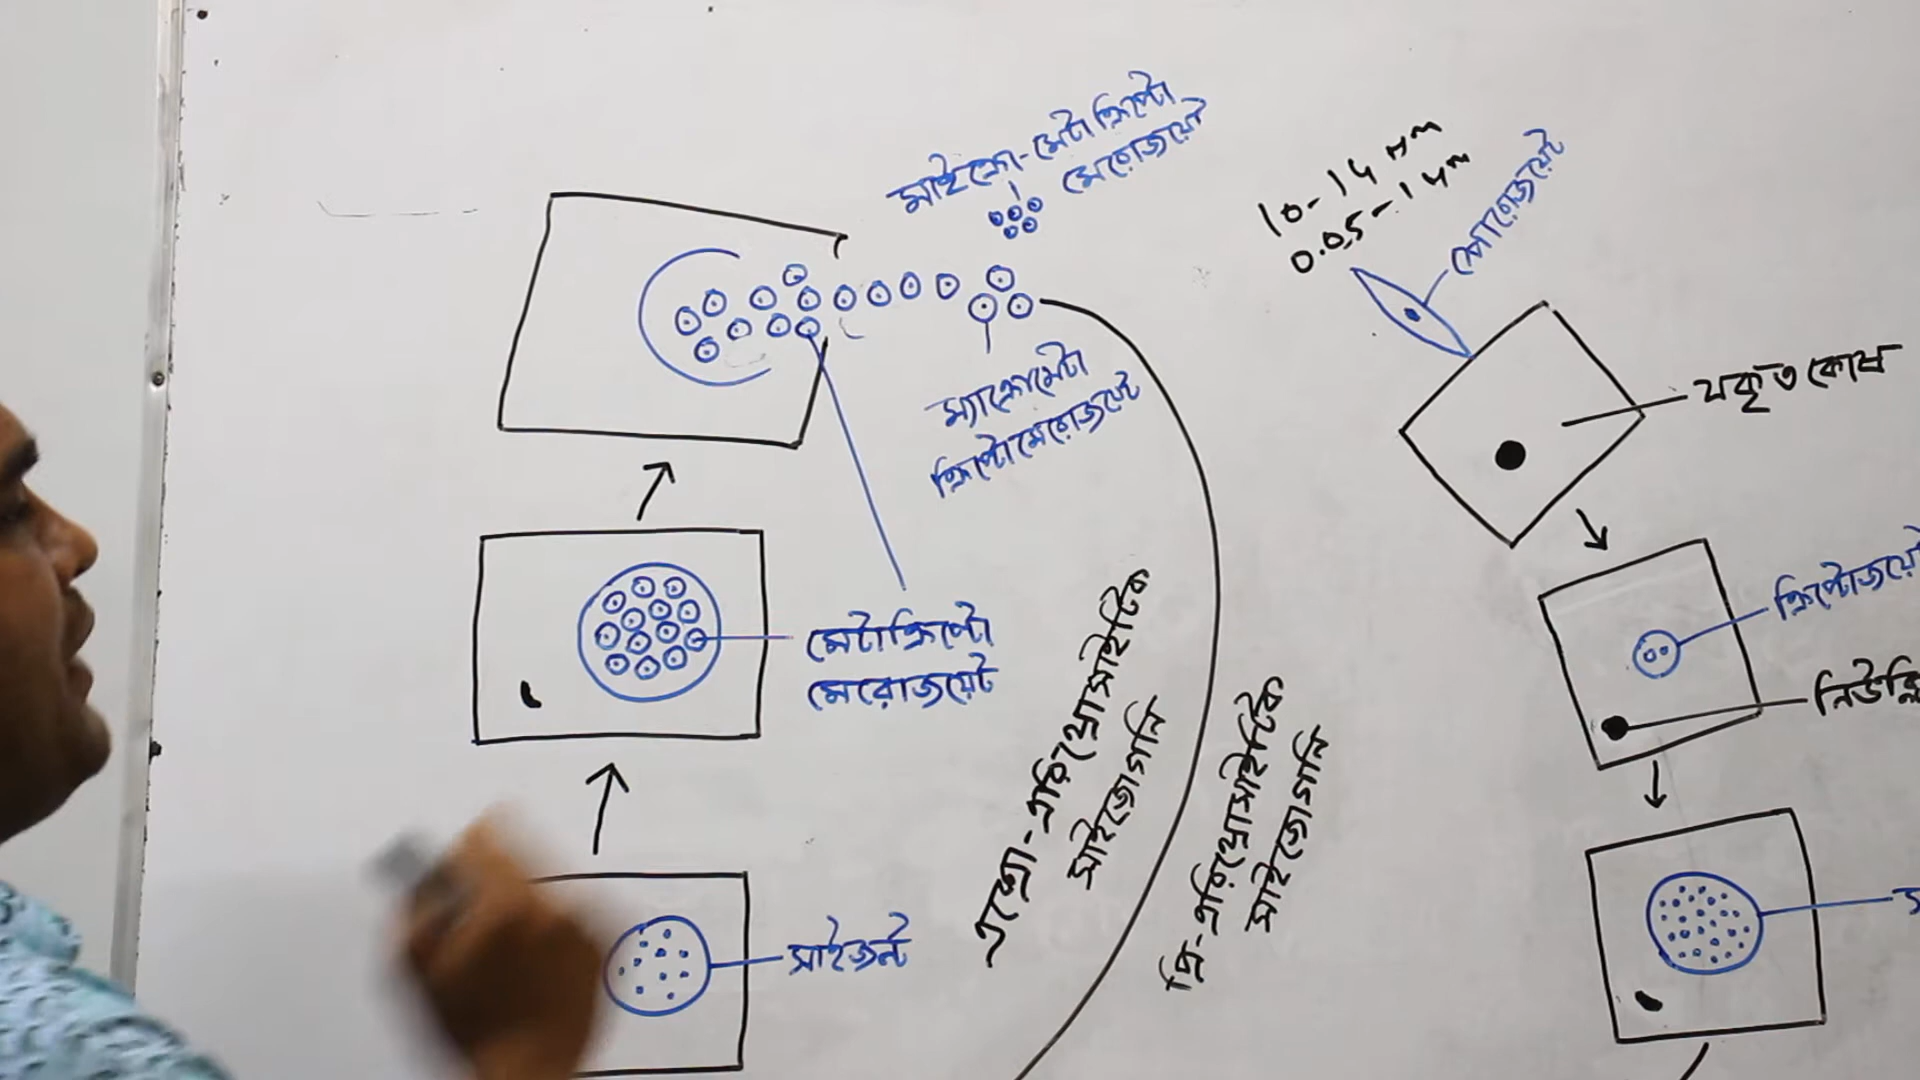 মাইক্রো-মেটা ক্রিপ্টো
মেরোজয়েট
ম্যাক্রোমেটা
ক্রিপ্টোমেরোজয়েট
মেটাক্রিপ্টো
মেরোজয়েট
সাইজন্ট
এক্সো-এরিথ্রোসাইটিক
সাইজোগনি
প্রি-এরিথ্রোসাইটিক
সাইজোগনি
10-14 μm
0.05-1 μm
স্পোরোজয়েট
যকৃত কোষ
ক্রিপ্টোজয়েট